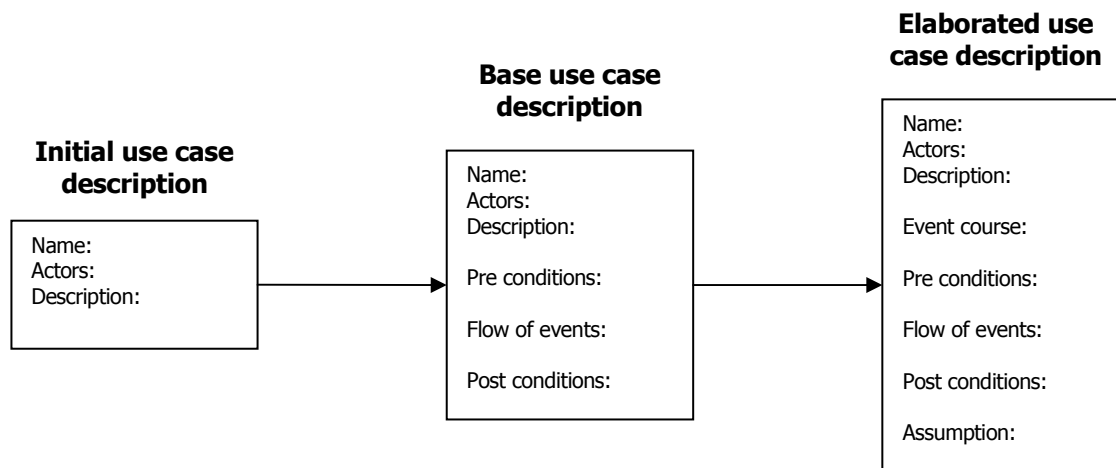 Initial use case
description
Name:
Actors:
Description:
Base use case
description
Name:
Actors:
Description:
Pre conditions:
Flow of events:
Post conditions:
Elaborated use
case description
Name:
Actors:
Description:
Event course:
Pre conditions:
Flow of events:
Post conditions:
Assumption: